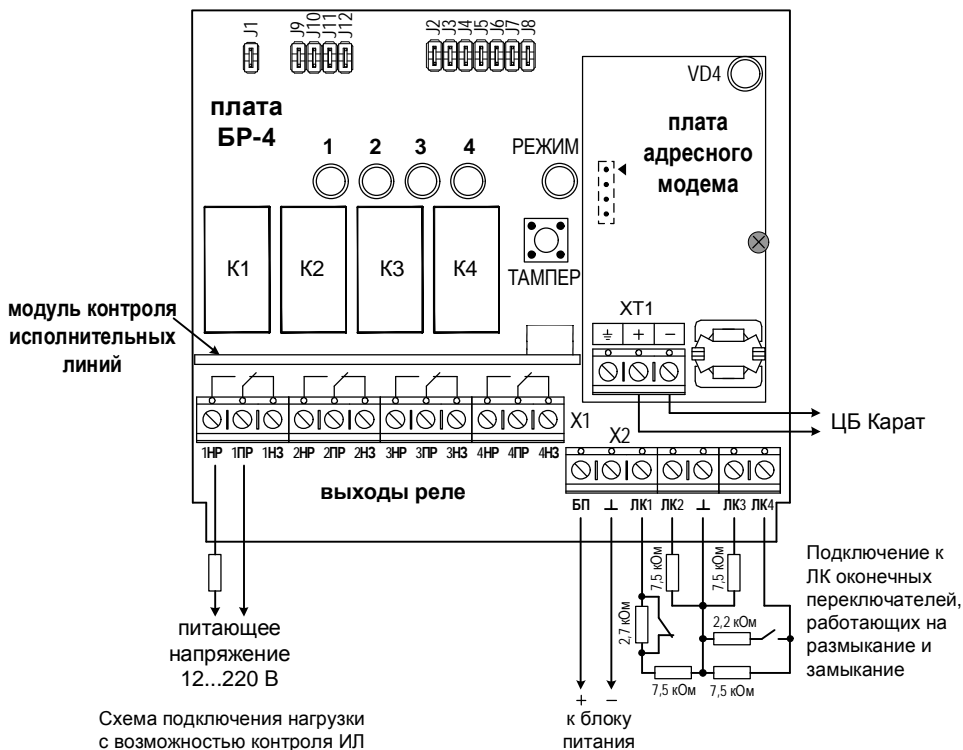 J1
J9
J10
J11
J12
J2
J3
J4
J5
J6
J7
J8
VD4
плата
БР-4
плата
адресного
модема
1 2 3 4 РЕЖИМ
К1 К2 К3 К4
ТАМПЕР
модуль контроля
исполнительных
линий
XT1
+ −
X1
ЦБ Карат
X2
1НР 1ПР 1НЗ 2НР 2ПР 2НЗ 3НР 3ПР 3НЗ 4НР 4ПР 4НЗ
выходы реле
БП ⊥ ЛК1 ЛК2 ⊥ ЛК3 ЛК4
7,5 кОм
7,5 кОм
2,7 кОм
2,2 кОм
7,5 кОм
7,5 кОм
Подключение к
ЛК оконечных
переключателей,
работающих на
размыкание и
замыкание
питающее
напряжение
12...220 В
+ −
к блоку
питания
Схема подключения нагрузки
с возможностью контроля ИЛ